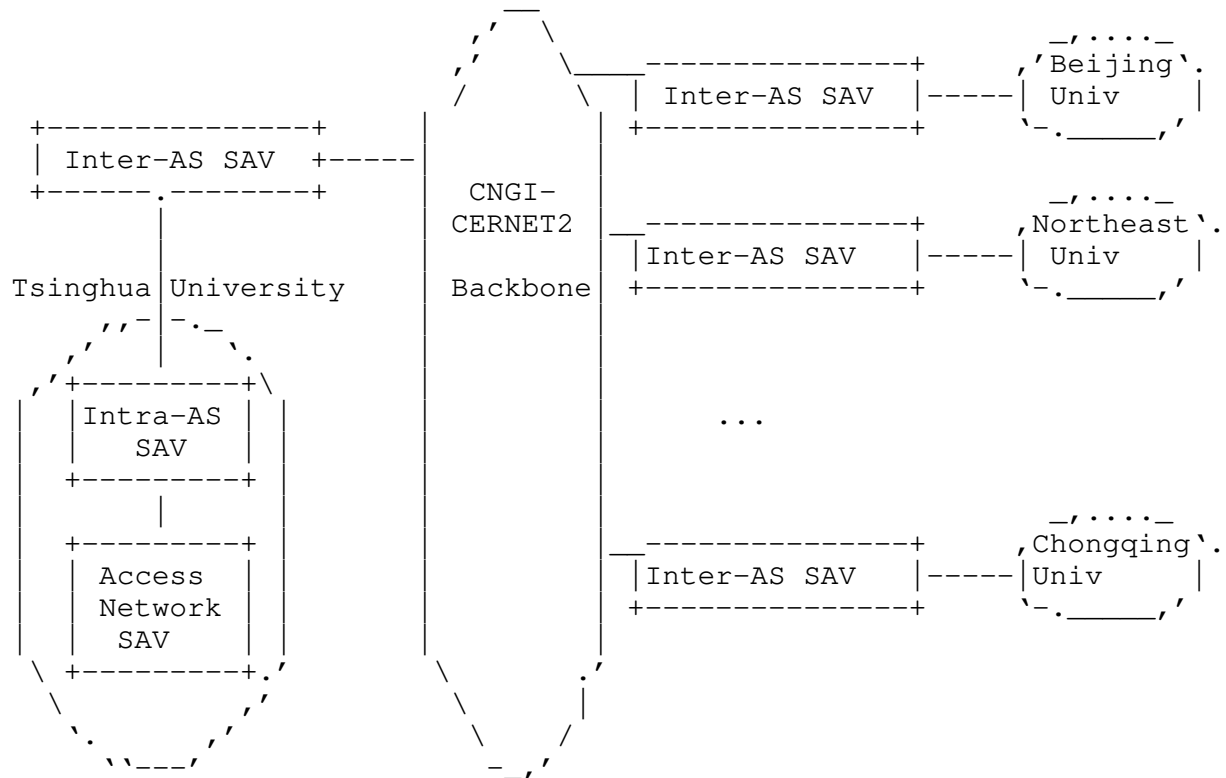 Beijing
Univ
Inter-AS SAV
Inter-AS SAV
CNGI-
CERNET2
Backbone
Northeast
Univ
Inter-AS SAV
Tsinghua University
Intra-AS
SAV
...
Access
Network
SAV
Inter-AS SAV
Chongqing
Univ